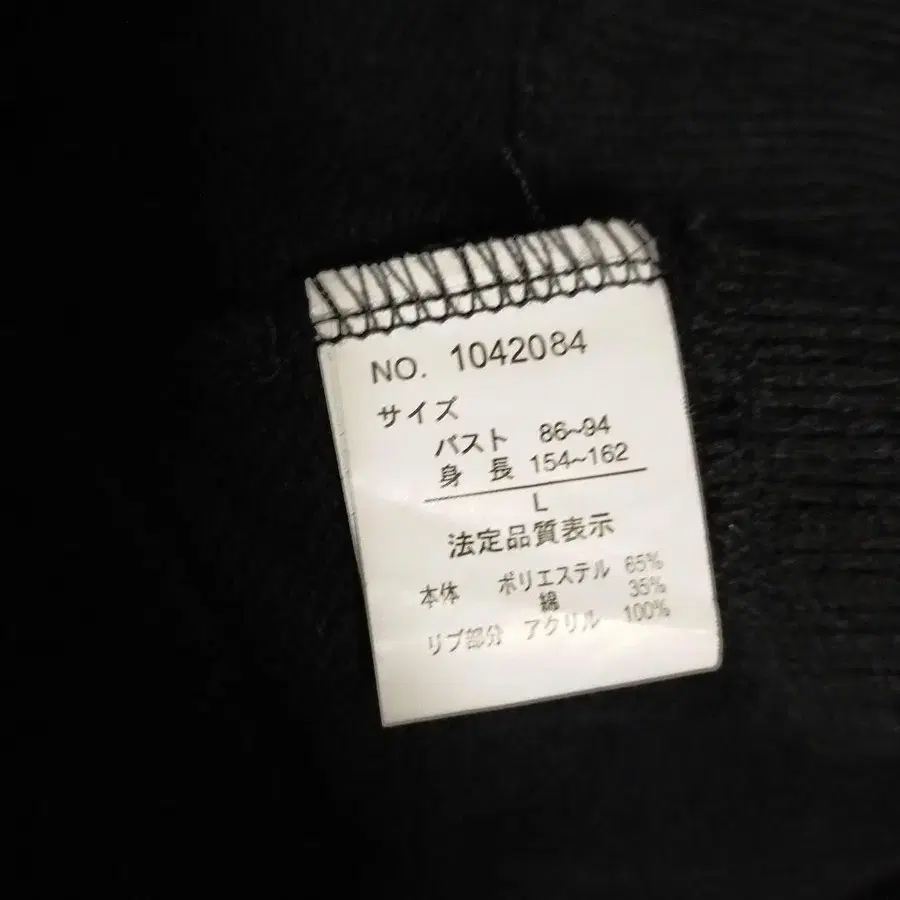 NO. 1042084
サイズ
バスト 86~94
身 長 154~162
L
法定品質表示
本体 ポリエステル 65%
綿 35%
リブ部分 アクリル 100%